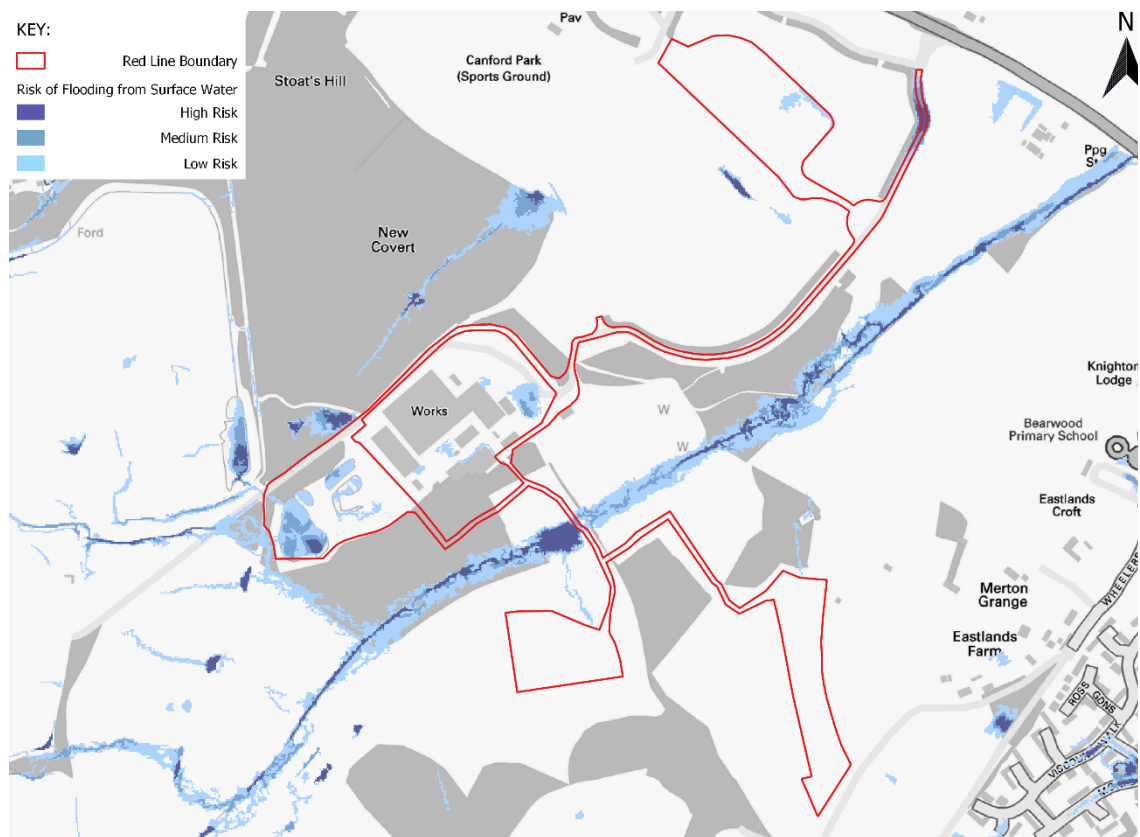 KEY:
Red Line Boundary
Risk of Flooding from Surface Water
High Risk
Medium Risk
Low Risk
Pav
Canford Park
(Sports Ground)
Stoat's Hill
N
Ppg
Ford
New
Covert
Works
W
W
Knighton
Lodge
Bearwood
Primary School
Eastlands
Croft
Merton
Grange
Eastlands
Farm
WHEELERS
ROSS
GDNS